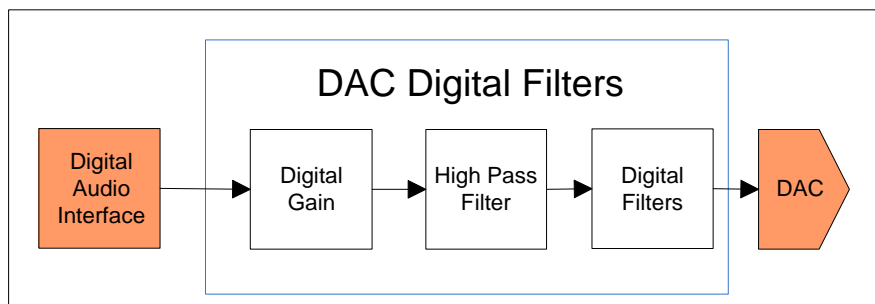 DAC Digital Filters
Digital
Audio
Interface
Digital
Gain
High Pass
Filter
Digital
Filters
DAC